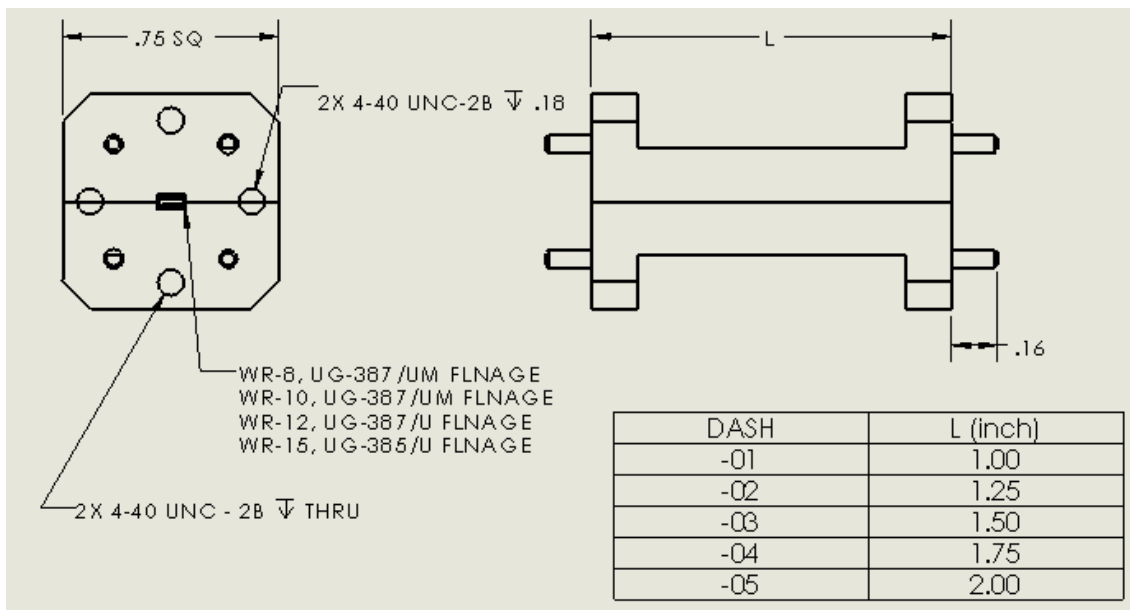 .75 SQ
L
2X 4-40 UNC-2B ↧ .18
.16
WR-8, UG-387/UM FLNAGE
WR-10, UG-387/UM FLNAGE
WR-12, UG-387/U FLNAGE
WR-15, UG-385/U FLNAGE
2X 4-40 UNC - 2B ↧ THRU
DASH L (inch)
-01 1.00
-02 1.25
-03 1.50
-04 1.75
-05 2.00